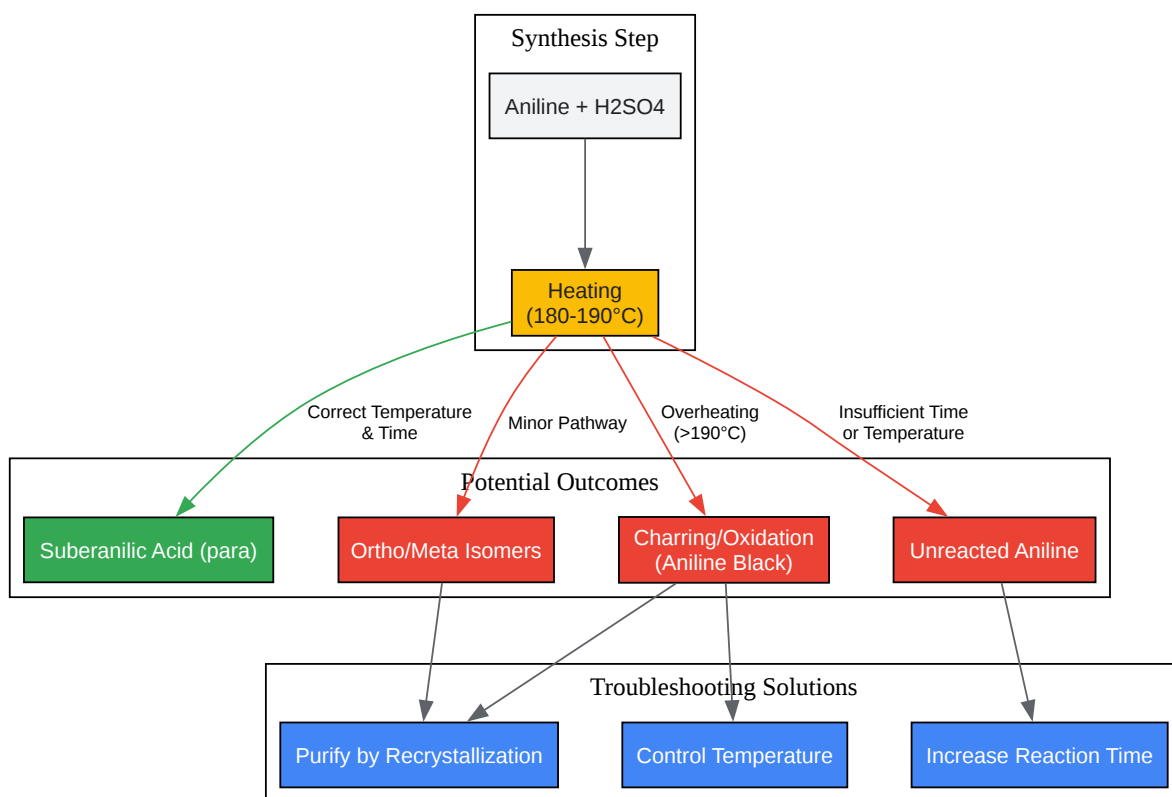 Synthesis Step
Aniline + H2SO4
Heating
(180-190°C)
Correct Temperature
& Time
Minor Pathway
Overheating
(>190°C)
Insufficient Time
or Temperature
Potential Outcomes
Suberanilic Acid (para)
Ortho/Meta Isomers
Charring/Oxidation
(Aniline Black)
Unreacted Aniline
Troubleshooting Solutions
Purify by Recrystallization
Control Temperature
Increase Reaction Time